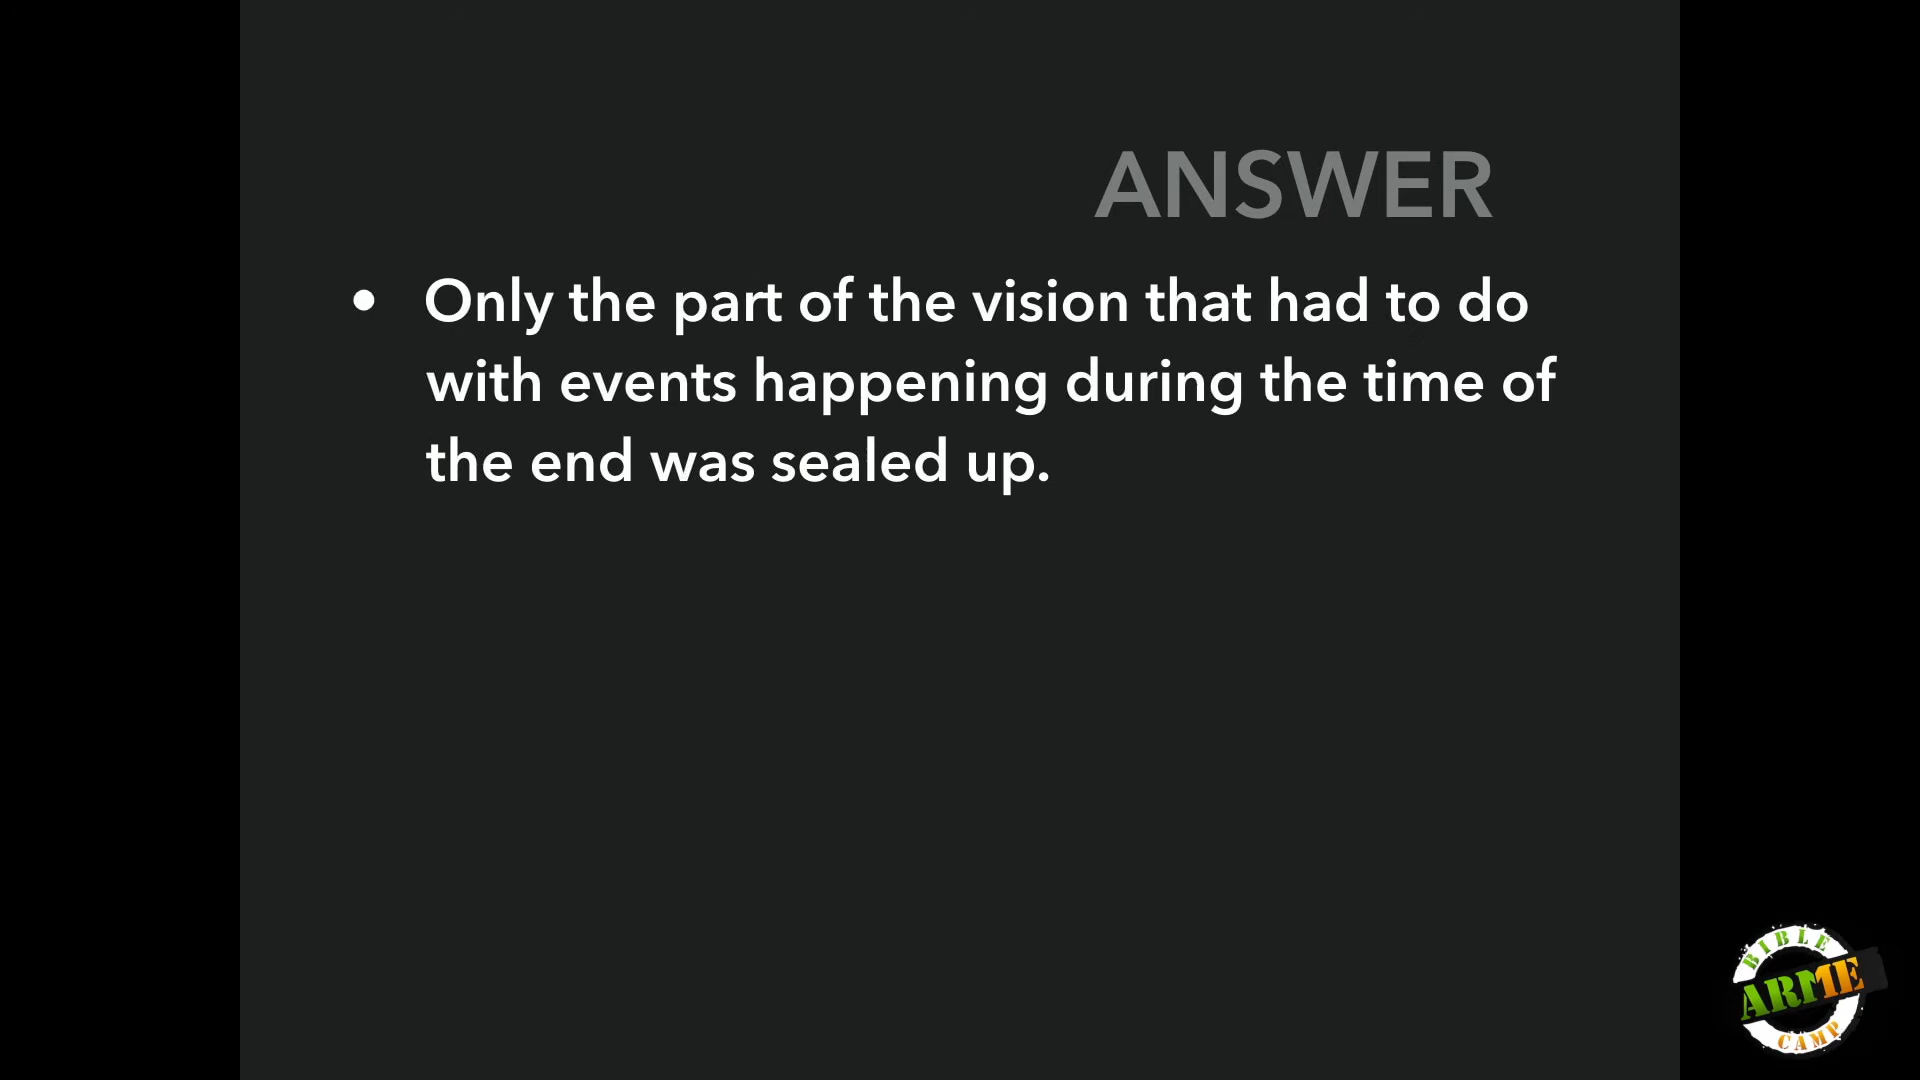 ANSWER
• Only the part of the vision that had to do
with events happening during the time of
the end was sealed up.
BIBLE
ARME
CAMP